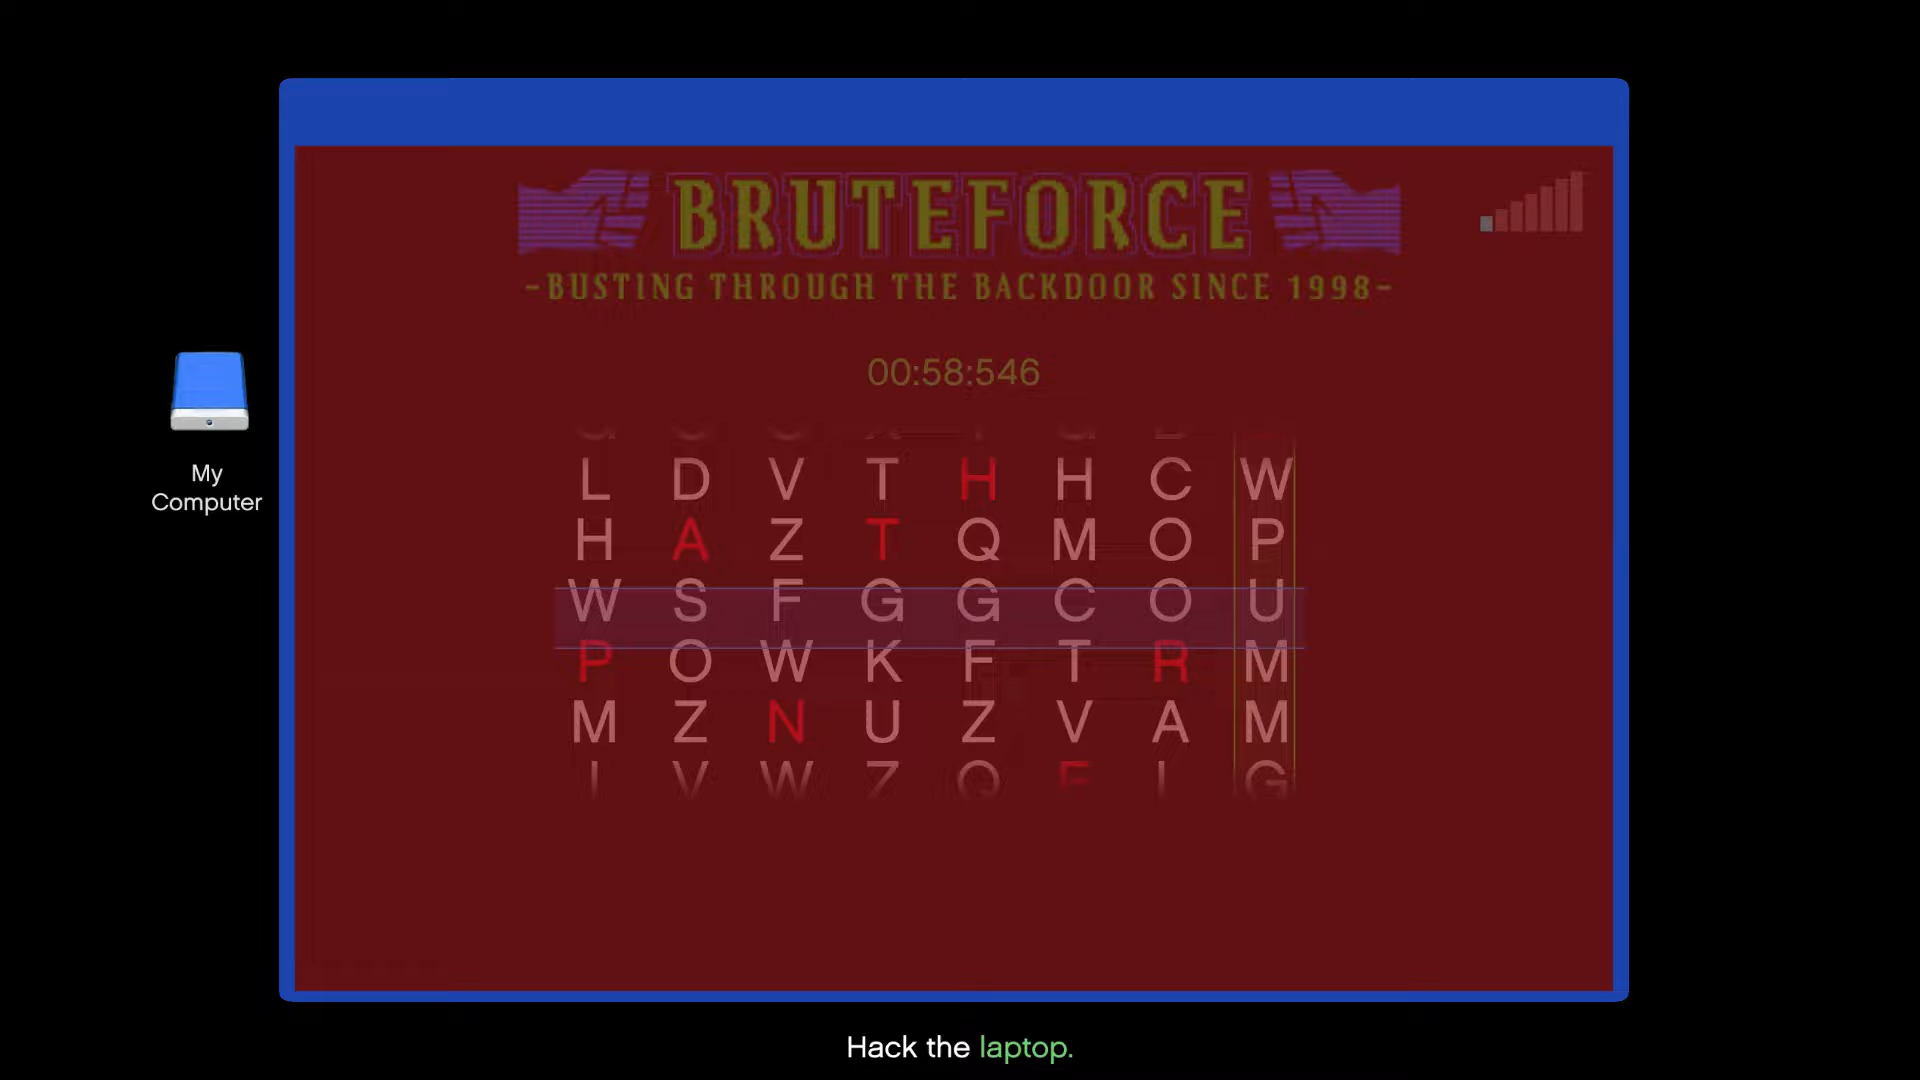 BRUTEFORCE
-BUSTING THROUGH THE BACKDOOR SINCE 1998-
00:58:546
L D V T H H C W
H A Z T Q M O P
W S F G G C O U
P O W K F T R M
M Z N U Z V A M
My
Computer
Hack the laptop.